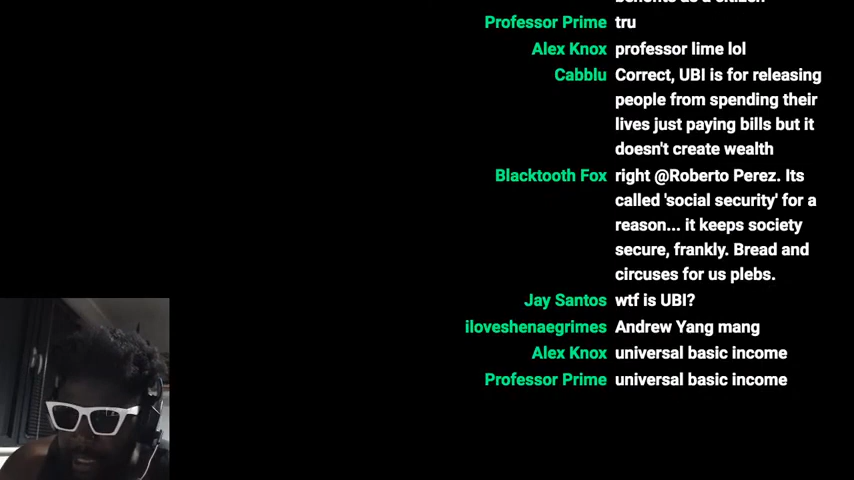 benefits as a citizen
Professor Prime tru
Alex Knox professor lime lol
Cabblu Correct, UBI is for releasing
people from spending their
lives just paying bills but it
doesn't create wealth
Blacktooth Fox right @Roberto Perez. Its
called 'social security' for a
reason... it keeps society
secure, frankly. Bread and
circuses for us plebs.
Jay Santos wtf is UBI?
iloveshenaegrimes Andrew Yang mang
Alex Knox universal basic income
Professor Prime universal basic income